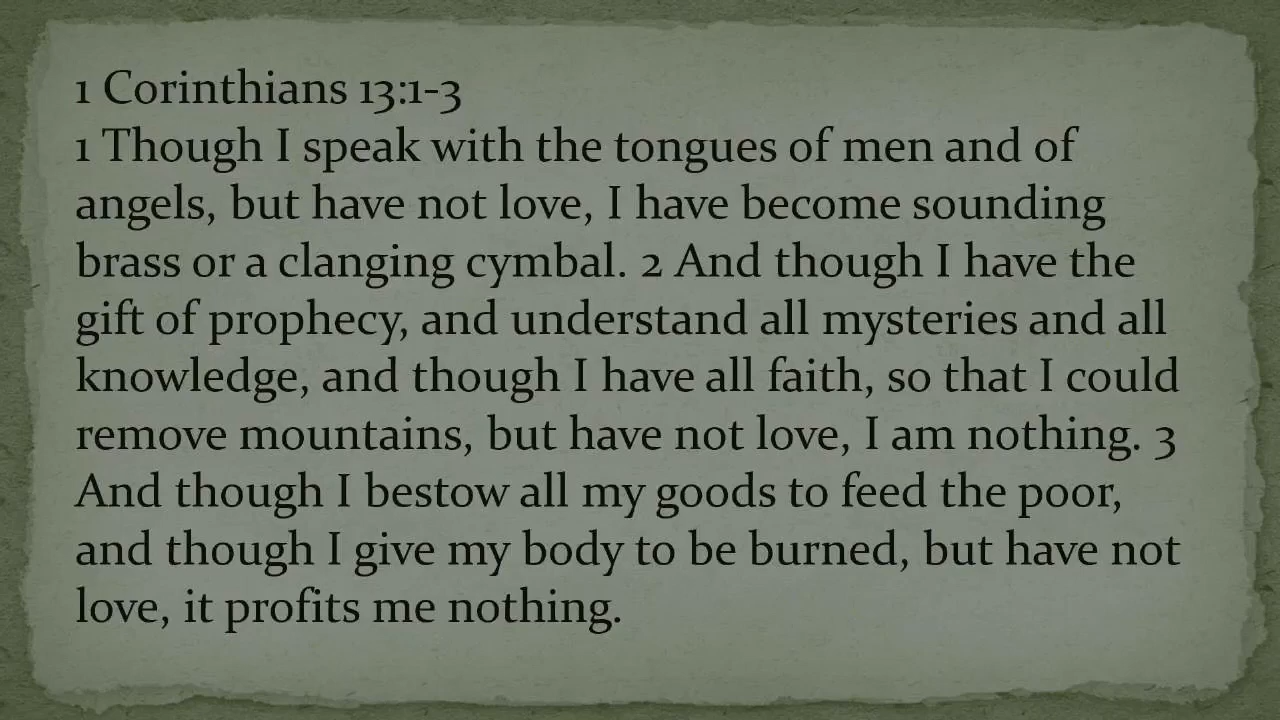 1 Corinthians 13:1-3
1 Though I speak with the tongues of men and of
angels, but have not love, I have become sounding
brass or a clanging cymbal. 2 And though I have the
gift of prophecy, and understand all mysteries and all
knowledge, and though I have all faith, so that I could
remove mountains, but have not love, I am nothing. 3
And though I bestow all my goods to feed the poor,
and though I give my body to be burned, but have not
love, it profits me nothing.